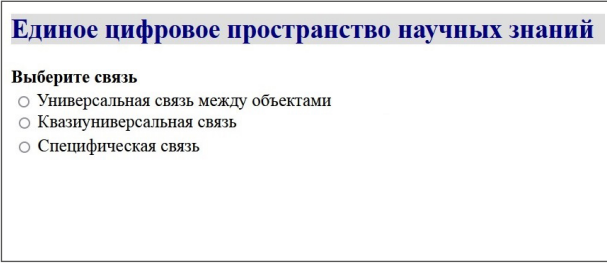 Единое цифровое пространство научных знаний
Выберите связь
Универсальная связь между объектами
Квазиуниверсальная связь
Специфическая связь